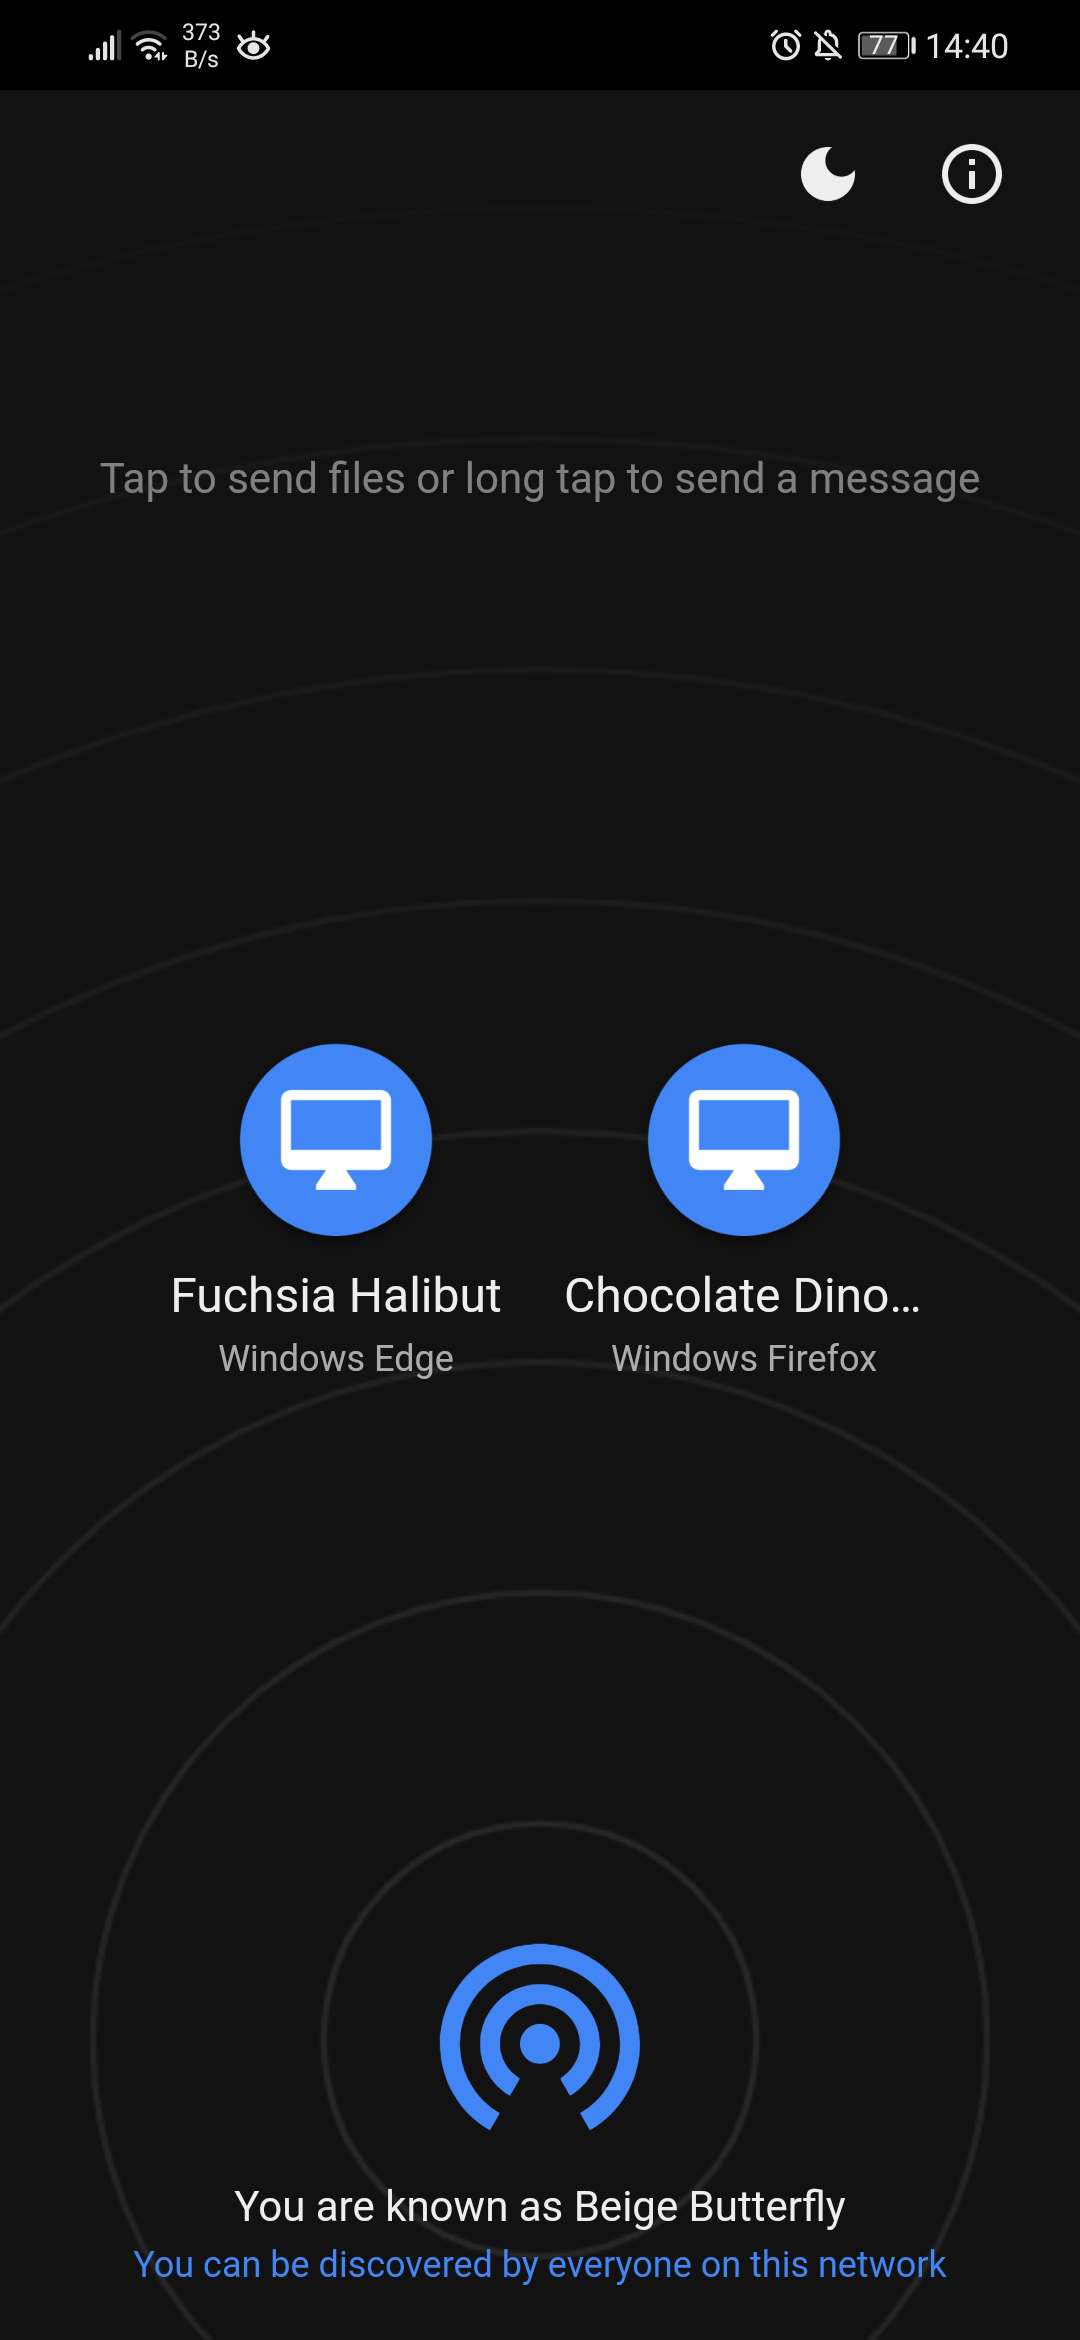 373
B/s
77
14:40
Tap to send files or long tap to send a message
Fuchsia Halibut
Chocolate Dino...
Windows Edge
Windows Firefox
You are known as Beige Butterfly
You can be discovered by everyone on this network